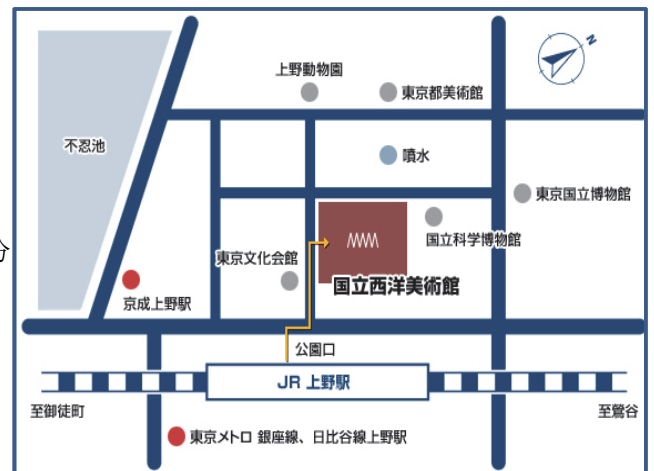 N
上野動物園
東京都美術館
不忍池
噴水
東京国立博物館
国立科学博物館
分
東京文化会館
国立西洋美術館
京成上野駅
公園口
JR 上野駅
至御徒町
至鶯谷
東京メトロ 銀座線、日比谷線上野駅